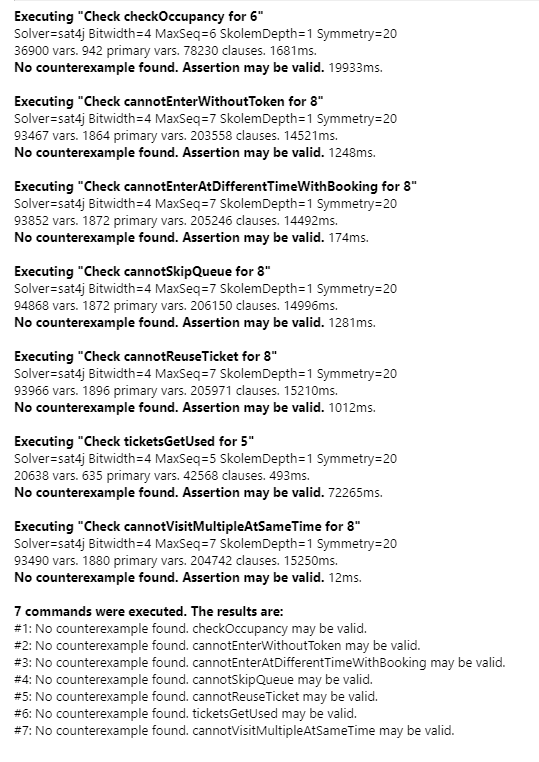 Executing "Check checkOccupancy for 6"
Solver=sat4j Bitwidth=4 MaxSeq=6 SkolemDepth=1 Symmetry=20
36900 vars. 942 primary vars. 78230 clauses. 1681ms.
No counterexample found. Assertion may be valid. 19933ms.
Executing "Check cannotEnterWithoutToken for 8"
Solver=sat4j Bitwidth=4 MaxSeq=7 SkolemDepth=1 Symmetry=20
93467 vars. 1864 primary vars. 203558 clauses. 14521ms.
No counterexample found. Assertion may be valid. 1248ms.
Executing "Check cannotEnterAtDifferentTimeWithBooking for 8"
Solver=sat4j Bitwidth=4 MaxSeq=7 SkolemDepth=1 Symmetry=20
93852 vars. 1872 primary vars. 205246 clauses. 14492ms.
No counterexample found. Assertion may be valid. 174ms.
Executing "Check cannotSkipQueue for 8"
Solver=sat4j Bitwidth=4 MaxSeq=7 SkolemDepth=1 Symmetry=20
94868 vars. 1872 primary vars. 206150 clauses. 14996ms.
No counterexample found. Assertion may be valid. 1281ms.
Executing "Check cannotReuseTicket for 8"
Solver=sat4j Bitwidth=4 MaxSeq=7 SkolemDepth=1 Symmetry=20
93966 vars. 1896 primary vars. 205971 clauses. 15210ms.
No counterexample found. Assertion may be valid. 1012ms.
Executing "Check ticketsGetUsed for 5"
Solver=sat4j Bitwidth=4 MaxSeq=5 SkolemDepth=1 Symmetry=20
20638 vars. 635 primary vars. 42568 clauses. 493ms.
No counterexample found. Assertion may be valid. 72265ms.
Executing "Check cannotVisitMultipleAtSameTime for 8"
Solver=sat4j Bitwidth=4 MaxSeq=7 SkolemDepth=1 Symmetry=20
93490 vars. 1880 primary vars. 204742 clauses. 15250ms.
No counterexample found. Assertion may be valid. 12ms.
7 commands were executed. The results are:
#1: No counterexample found. checkOccupancy may be valid.
#2: No counterexample found. cannotEnterWithoutToken may be valid.
#3: No counterexample found. cannotEnterAtDifferentTimeWithBooking may be valid.
#4: No counterexample found. cannotSkipQueue may be valid.
#5: No counterexample found. cannotReuseTicket may be valid.
#6: No counterexample found. ticketsGetUsed may be valid.
#7: No counterexample found. cannotVisitMultipleAtSameTime may be valid.